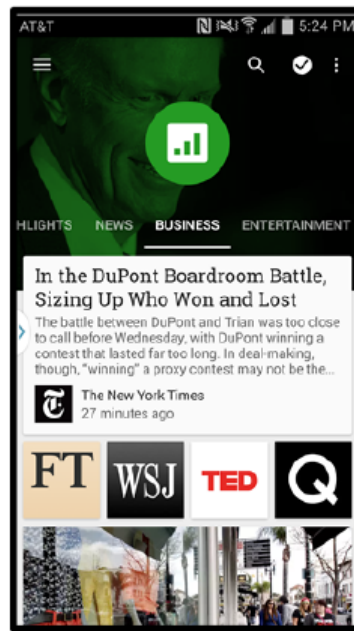 AT&T 5:24 PM
HLIGHTS NEWS BUSINESS ENTERTAINMENT
In the DuPont Boardroom Battle,
Sizing Up Who Won and Lost
The battle between DuPont and Trian was too close
to call before Wednesday, with DuPont winning a
contest that lasted far too long. In deal-making,
though, “winning” a proxy contest may not be the...
The New York Times
27 minutes ago
FT WSJ TED Q